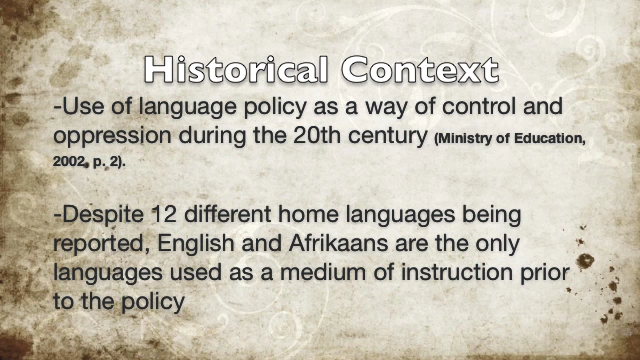 Historical Context
-Use of language policy as a way of control and
oppression during the 20th century (Ministry of Education,
2002, p. 2).
-Despite 12 different home languages being
reported, English and Afrikaans are the only
languages used as a medium of instruction prior
to the policy